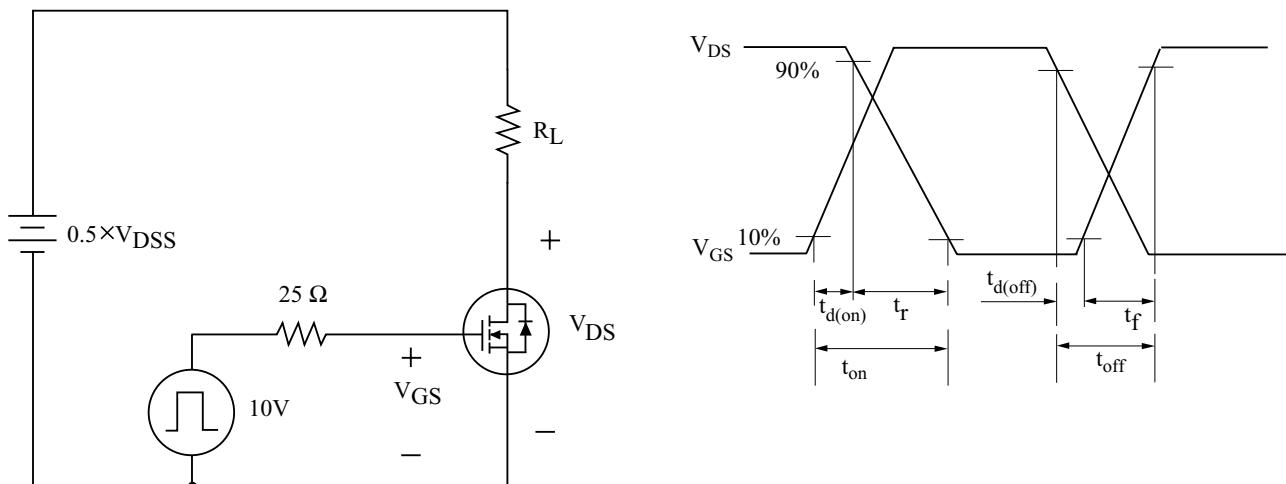 R_L
0.5×V_DSS
+
25 Ω
V_DS
+
V_GS
10V
−
−
V_DS
90%
10%
V_GS
t_d(on)
t_r
t_d(off)
t_f
t_on
t_off